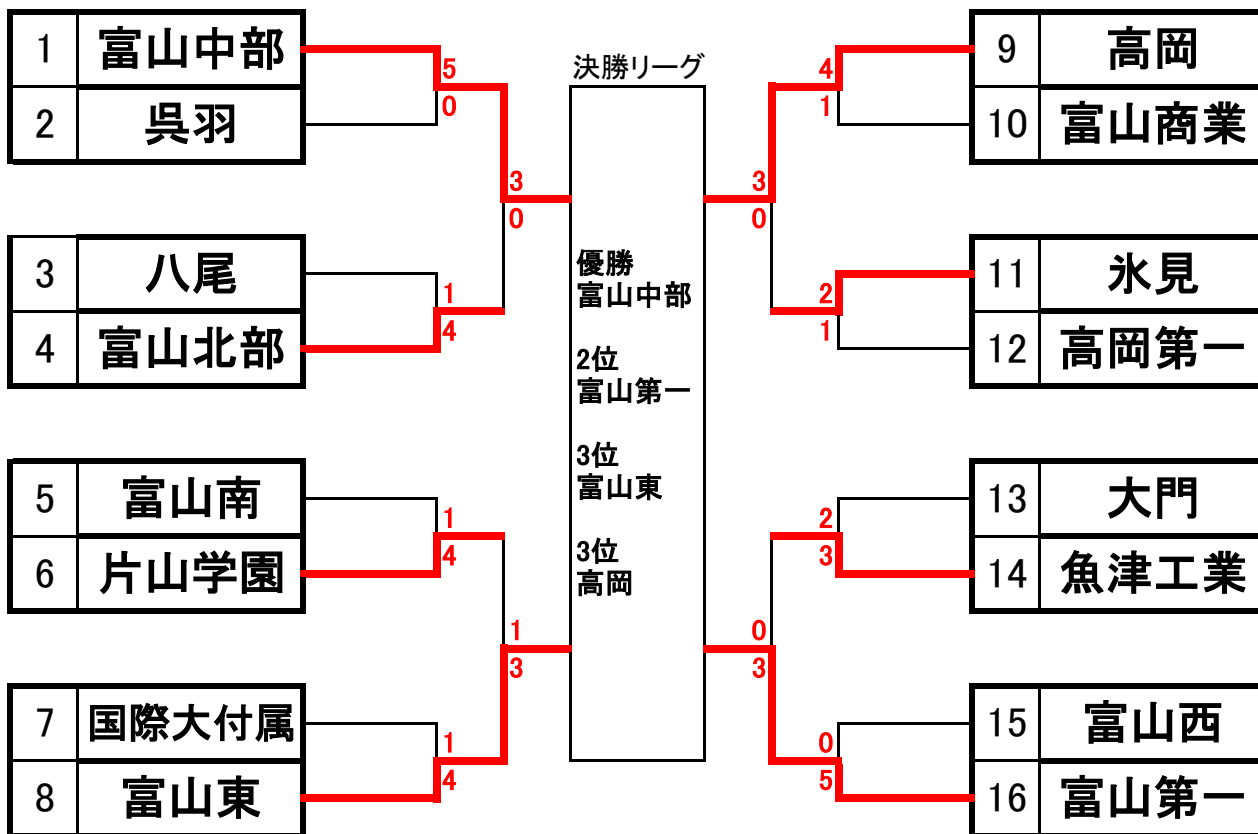 1 富山中部
2 呉羽
5
0
3
0
3 八尾
4 富山北部
1
4
5 富山南
6 片山学園
1
4
1
3
7 国際大付属
8 富山東
1
4
決勝リーグ
優勝
富山中部
2位
富山第一
3位
富山東
3位
高岡
9 高岡
10 富山商業
4
1
3
0
11 氷見
12 高岡第一
2
1
13 大門
14 魚津工業
2
3
0
3
15 富山西
16 富山第一
0
5